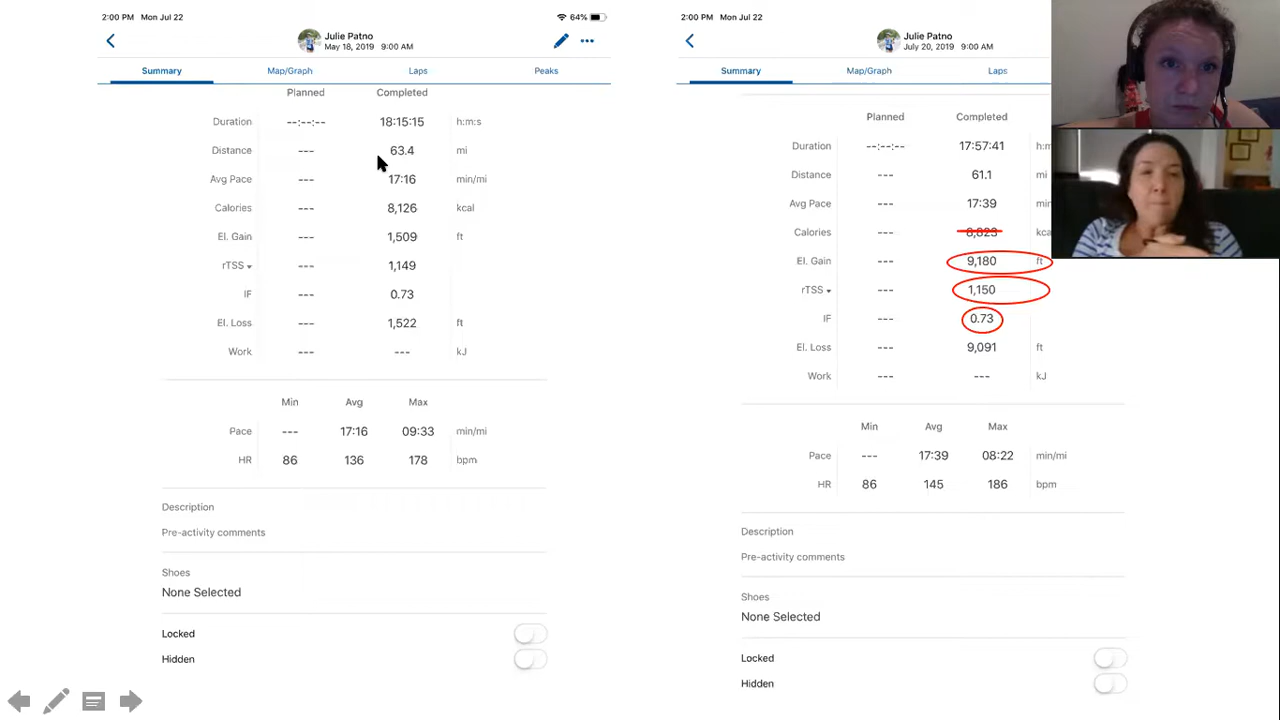 2:00 PM Mon Jul 22
64%
Julie Patno
May 18, 2019 9:00 AM
Summary Map/Graph Laps Peaks
Planned Completed
Duration --:--:-- 18:15:15 h:m:s
Distance --- 63.4 mi
Avg Pace --- 17:16 min/mi
Calories --- 8,126 kcal
El. Gain --- 1,509 ft
rTSS --- 1,149
IF --- 0.73
El. Loss --- 1,522 ft
Work --- --- kJ
Min Avg Max
Pace --- 17:16 09:33 min/mi
HR 86 136 178 bpm
Description
Pre-activity comments
Shoes
None Selected
Locked
Hidden
2:00 PM Mon Jul 22
Julie Patno
July 20, 2019 9:00 AM
Summary Map/Graph Laps
Planned Completed
Duration --:--:-- 17:57:41 h:m
Distance --- 61.1 mi
Avg Pace --- 17:39 min
Calories --- 8,823 kca
El. Gain --- 9,180 ft
rTSS --- 1,150
IF --- 0.73
El. Loss --- 9,091 ft
Work --- --- kJ
Min Avg Max
Pace --- 17:39 08:22 min/mi
HR 86 145 186 bpm
Description
Pre-activity comments
Shoes
None Selected
Locked
Hidden